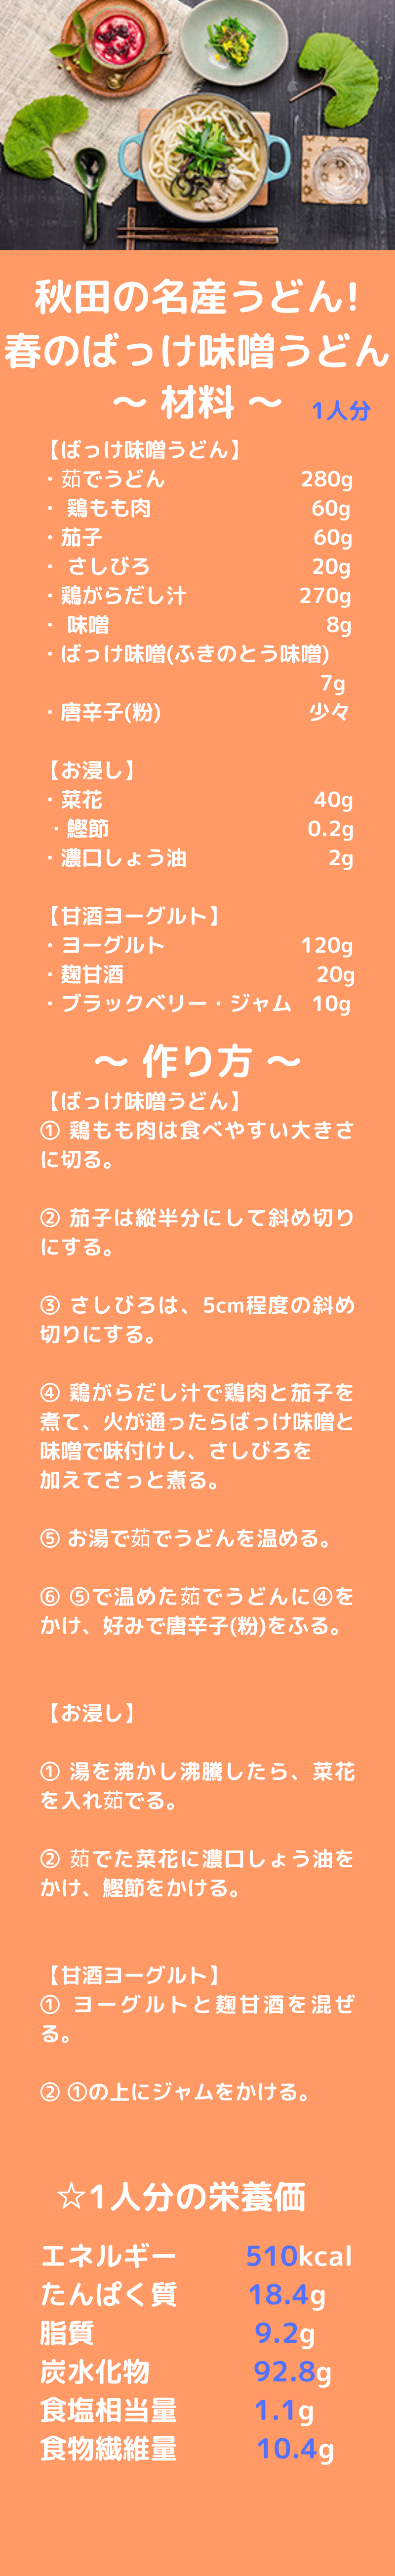 秋田の名産うどん!
春のばっけ味噌うどん
～ 材料 ～ 1人分
【ばっけ味噌うどん】
・茹でうどん 280g
・ 鶏もも肉 60g
・茄子 60g
・ さしびろ 20g
・鶏がらだし汁 270g
・ 味噌 8g
・ばっけ味噌(ふきのとう味噌)
7g
・唐辛子(粉) 少々
【お浸し】
・菜花 40g
・鰹節 0.2g
・濃口しょう油 2g
【甘酒ヨーグルト】
・ヨーグルト 120g
・麹甘酒 20g
・ブラックベリー・ジャム 10g
～ 作り方 ～
【ばっけ味噌うどん】
① 鶏もも肉は食べやすい大きさ
に切る。
② 茄子は縦半分にして斜め切り
にする。
③ さしびろは、5cm程度の斜め
切りにする。
④ 鶏がらだし汁で鶏肉と茄子を
煮て、火が通ったらばっけ味噌と
味噌で味付けし、さしびろを
加えてさっと煮る。
⑤ お湯で茹でうどんを温める。
⑥ ⑤で温めた茹でうどんに④を
かけ、好みで唐辛子(粉)をふる。
【お浸し】
① 湯を沸かし沸騰したら、菜花
を入れ茹でる。
② 茹でた菜花に濃口しょう油を
かけ、鰹節をかける。
【甘酒ヨーグルト】
① ヨーグルトと麹甘酒を混ぜ
る。
② ①の上にジャムをかける。
☆1人分の栄養価
エネルギー 510kcal
たんぱく質 18.4g
脂質 9.2g
炭水化物 92.8g
食塩相当量 1.1g
食物繊維量 10.4g